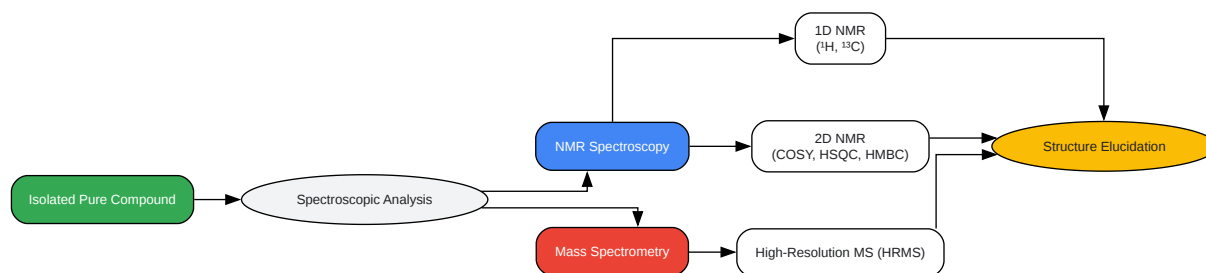 1D NMR
(¹H, ¹³C)
NMR Spectroscopy
2D NMR
(COSY, HSQC, HMBC)
Structure Elucidation
Isolated Pure Compound
Spectroscopic Analysis
Mass Spectrometry
High-Resolution MS (HRMS)